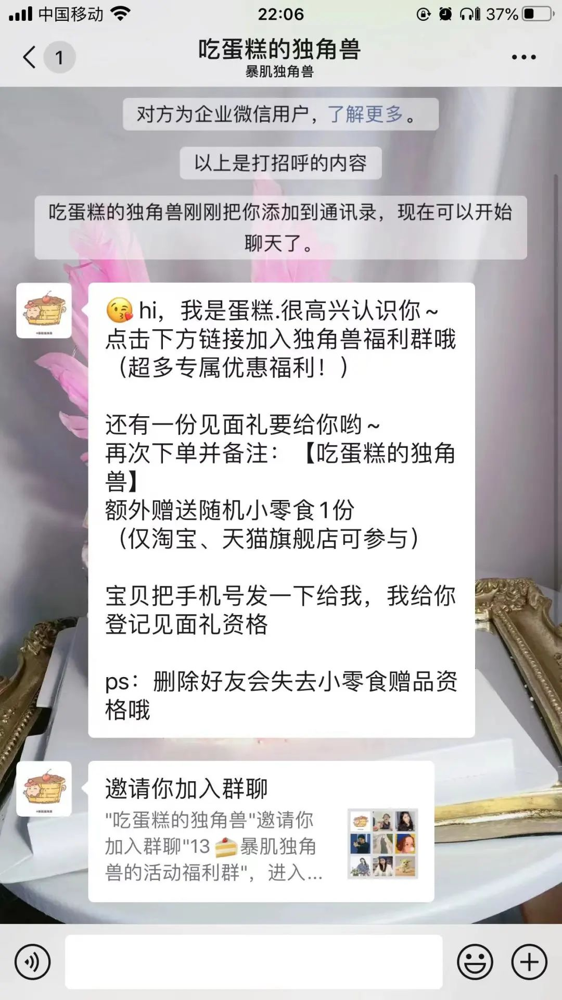 中国移动 22:06 37%
1 吃蛋糕的独角兽
暴肌独角兽
对方为企业微信用户，了解更多。
以上是打招呼的内容
吃蛋糕的独角兽刚刚把你添加到通讯录，现在可以开始
聊天了。
😘hi，我是蛋糕.很高兴认识你~
点击下方链接加入独角兽福利群哦
（超多专属优惠福利！）
还有一份见面礼要给你哟~
再次下单并备注：【吃蛋糕的独角
兽】
额外赠送随机小零食1份
（仅淘宝、天猫旗舰店可参与）
宝贝把手机号发一下给我，我给你
登记见面礼资格
ps：删除好友会失去小零食赠品资
格哦
邀请你加入群聊
"吃蛋糕的独角兽"邀请你
加入群聊"13🍰暴肌独角
兽的活动福利群"，进入...